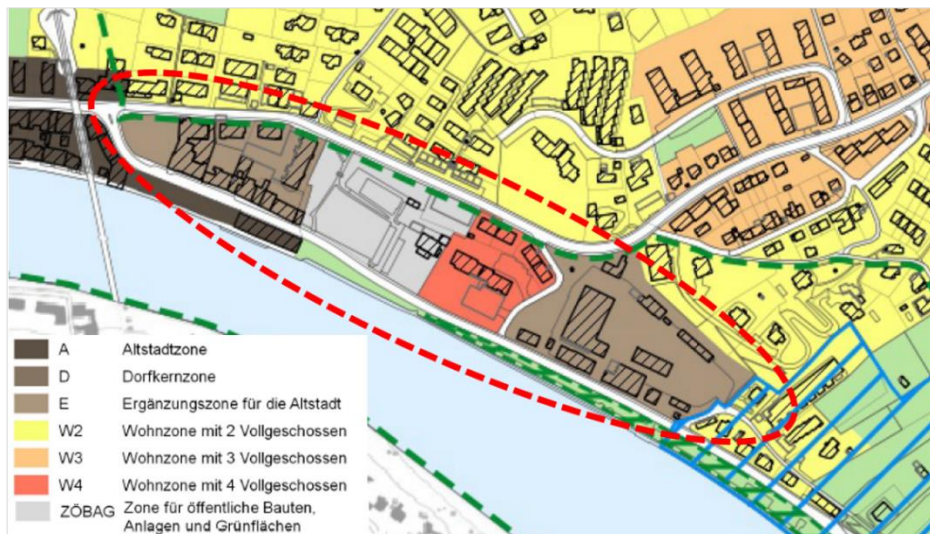 A Altstadtzone
D Dorfkernzone
E Ergänzungszone für die Altstadt
W2 Wohnzone mit 2 Vollgeschossen
W3 Wohnzone mit 3 Vollgeschossen
W4 Wohnzone mit 4 Vollgeschossen
ZÖBAG Zone für öffentliche Bauten,
Anlagen und Grünflächen